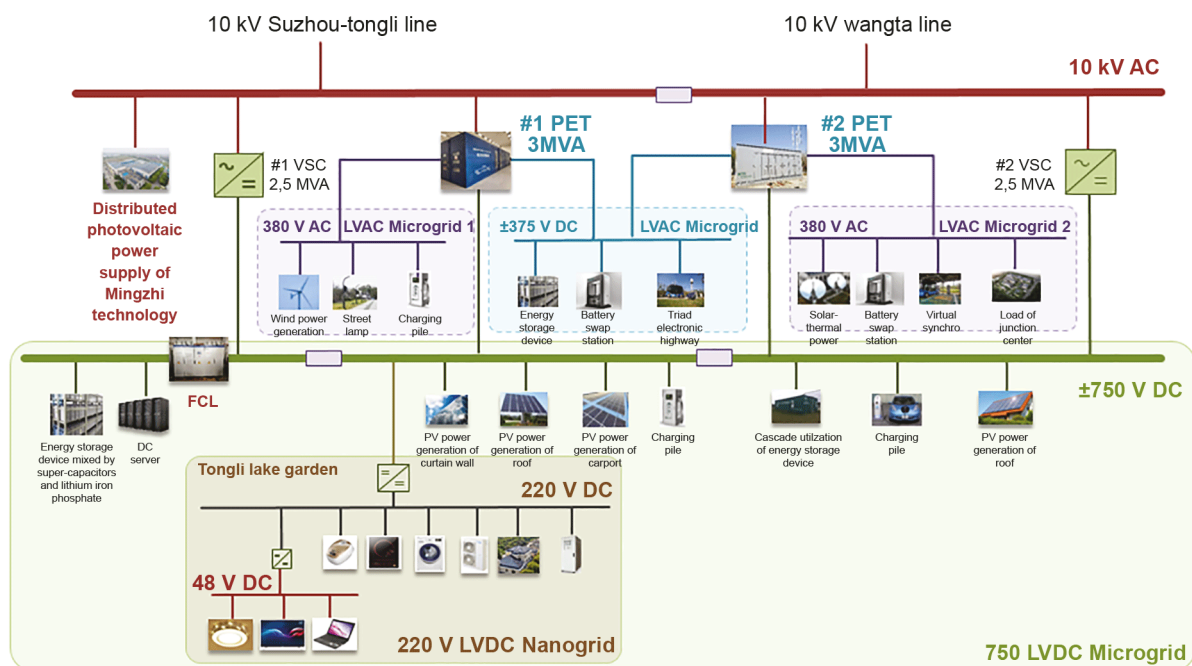 10 kV Suzhou-tongli line
10 kV wangta line
10 kV AC
#1 PET
3MVA
#2 PET
3MVA
#1 VSC
2,5 MVA
#2 VSC
2,5 MVA
Distributed
photovoltaic
power
supply of
Mingzhi
technology
380 V AC
LVAC Microgrid 1
Wind power
generation
Street
lamp
Charging
pile
±375 V DC
LVAC Microgrid
Energy
storage
device
Battery
swap
station
Triad
electronic
highway
380 V AC
LVAC Microgrid 2
Solar-
thermal
power
Battery
swap
station
Virtual
synchro.
Load of
junction
center
FCL
±750 V DC
Energy storage
device mixed by
super-capacitors
and lithium iron
phosphate
DC
server
PV power
generation of
curtain wall
PV power
generation of
roof
PV power
generation of
carport
Charging
pile
Cascade utilzation
of energy storage
device
Charging
pile
PV power
generation of
roof
Tongli lake garden
220 V DC
48 V DC
220 V LVDC Nanogrid
750 LVDC Microgrid